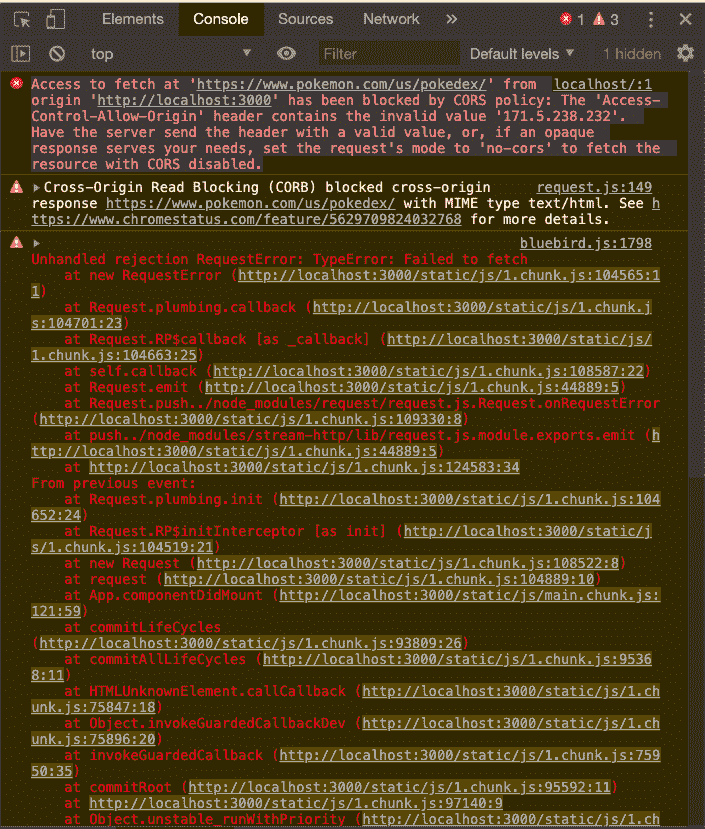 Elements Console Sources Network » 1 3
top Filter Default levels 1 hidden
Access to fetch at 'https://www.pokemon.com/us/pokedex/' from localhost/:1
origin 'http://localhost:3000' has been blocked by CORS policy: The 'Access-
Control-Allow-Origin' header contains the invalid value '171.5.238.232'.
Have the server send the header with a valid value, or, if an opaque
response serves your needs, set the request's mode to 'no-cors' to fetch the
resource with CORS disabled.
Cross-Origin Read Blocking (CORB) blocked cross-origin request.js:149
response https://www.pokemon.com/us/pokedex/ with MIME type text/html. See h
ttps://www.chromestatus.com/feature/5629709824032768 for more details.
bluebird.js:1798
Unhandled rejection RequestError: TypeError: Failed to fetch
at new RequestError (http://localhost:3000/static/js/1.chunk.js:104565:1
1)
at Request.plumbing.callback (http://localhost:3000/static/js/1.chunk.j
s:104701:23)
at Request.RP$callback [as _callback] (http://localhost:3000/static/js/
1.chunk.js:104663:25)
at self.callback (http://localhost:3000/static/js/1.chunk.js:108587:22)
at Request.emit (http://localhost:3000/static/js/1.chunk.js:44889:5)
at Request.push../node_modules/request/request.js.Request.onRequestError
(http://localhost:3000/static/js/1.chunk.js:109330:8)
at push../node_modules/stream-http/lib/request.js.module.exports.emit (h
ttp://localhost:3000/static/js/1.chunk.js:44889:5)
at http://localhost:3000/static/js/1.chunk.js:124583:34
From previous event:
at Request.plumbing.init (http://localhost:3000/static/js/1.chunk.js:104
652:24)
at Request.RP$initInterceptor [as init] (http://localhost:3000/static/j
s/1.chunk.js:104519:21)
at new Request (http://localhost:3000/static/js/1.chunk.js:108522:8)
at request (http://localhost:3000/static/js/1.chunk.js:104889:10)
at App.componentDidMount (http://localhost:3000/static/js/main.chunk.js:
121:59)
at commitLifeCycles
(http://localhost:3000/static/js/1.chunk.js:93809:26)
at commitAllLifeCycles (http://localhost:3000/static/js/1.chunk.js:9536
8:11)
at HTMLUnknownElement.callCallback (http://localhost:3000/static/js/1.ch
unk.js:75847:18)
at Object.invokeGuardedCallbackDev (http://localhost:3000/static/js/1.ch
unk.js:75896:20)
at invokeGuardedCallback (http://localhost:3000/static/js/1.chunk.js:759
50:35)
at commitRoot (http://localhost:3000/static/js/1.chunk.js:95592:11)
at http://localhost:3000/static/js/1.chunk.js:97140:9
at Object.unstable_runWithPriority (http://localhost:3000/static/js/1.ch